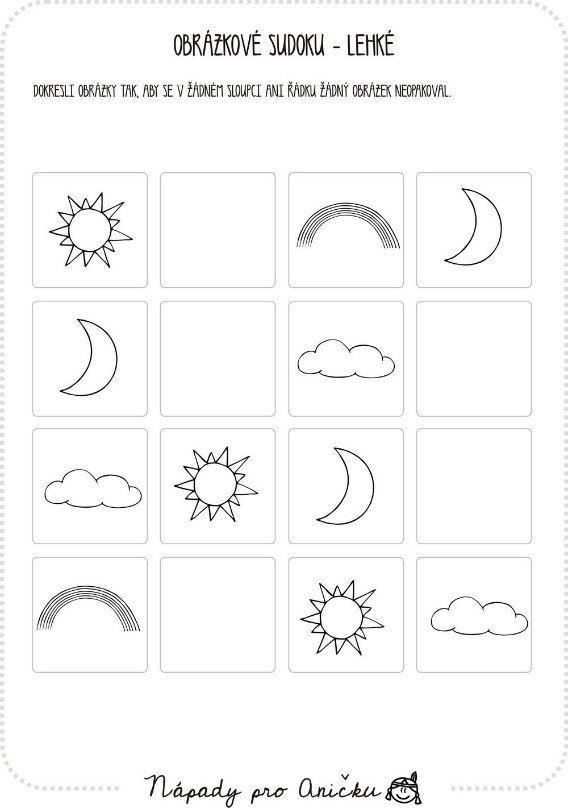 OBRÁZKOVÉ SUDOKU - LEHKÉ
DOKRESLI OBRÁZKY TAK, ABY SE V ŽÁDNÉM SLOUPCI ANI ŘÁDKU ŽÁDNÝ OBRÁZEK NEOPAKOVAL.
Nápady pro Aničku